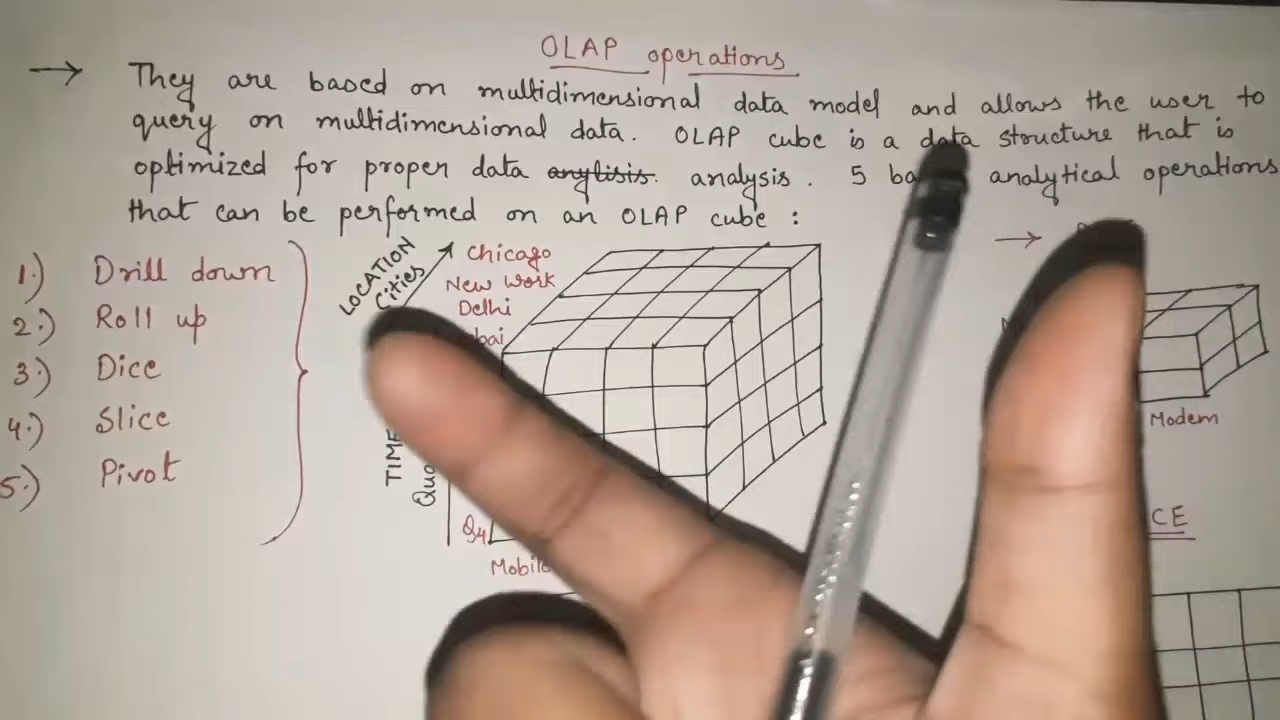 OLAP operations
→ They are based on multidimensional data model and allows the user to
query on multidimensional data. OLAP cube is a data structure that is
optimized for proper data anylisis. analysis. 5 analytical operations
that can be performed on an OLAP cube :
1.) Drill down
2.) Roll up
3.) Dice
4.) Slice
5.) Pivot
LOCATION
Cities
Chicago
New Work
Delhi
TIME
Q4
→
Modem